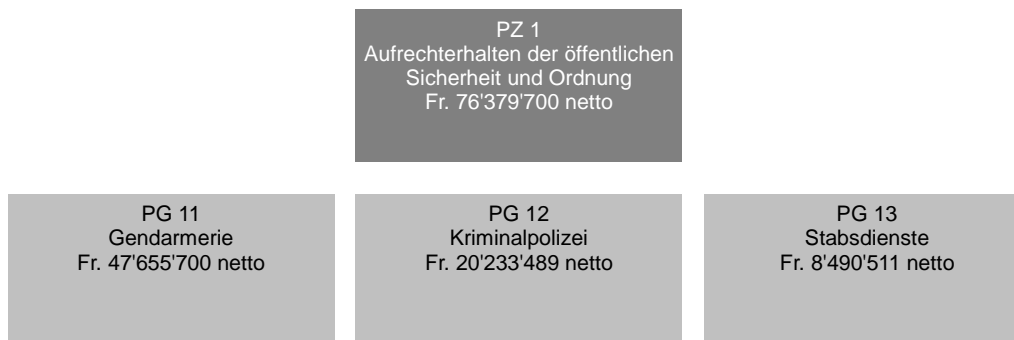 PZ 1
Aufrechterhalten der öffentlichen
Sicherheit und Ordnung
Fr. 76'379'700 netto
PG 11
Gendarmerie
Fr. 47'655'700 netto
PG 12
Kriminalpolizei
Fr. 20'233'489 netto
PG 13
Stabsdienste
Fr. 8'490'511 netto